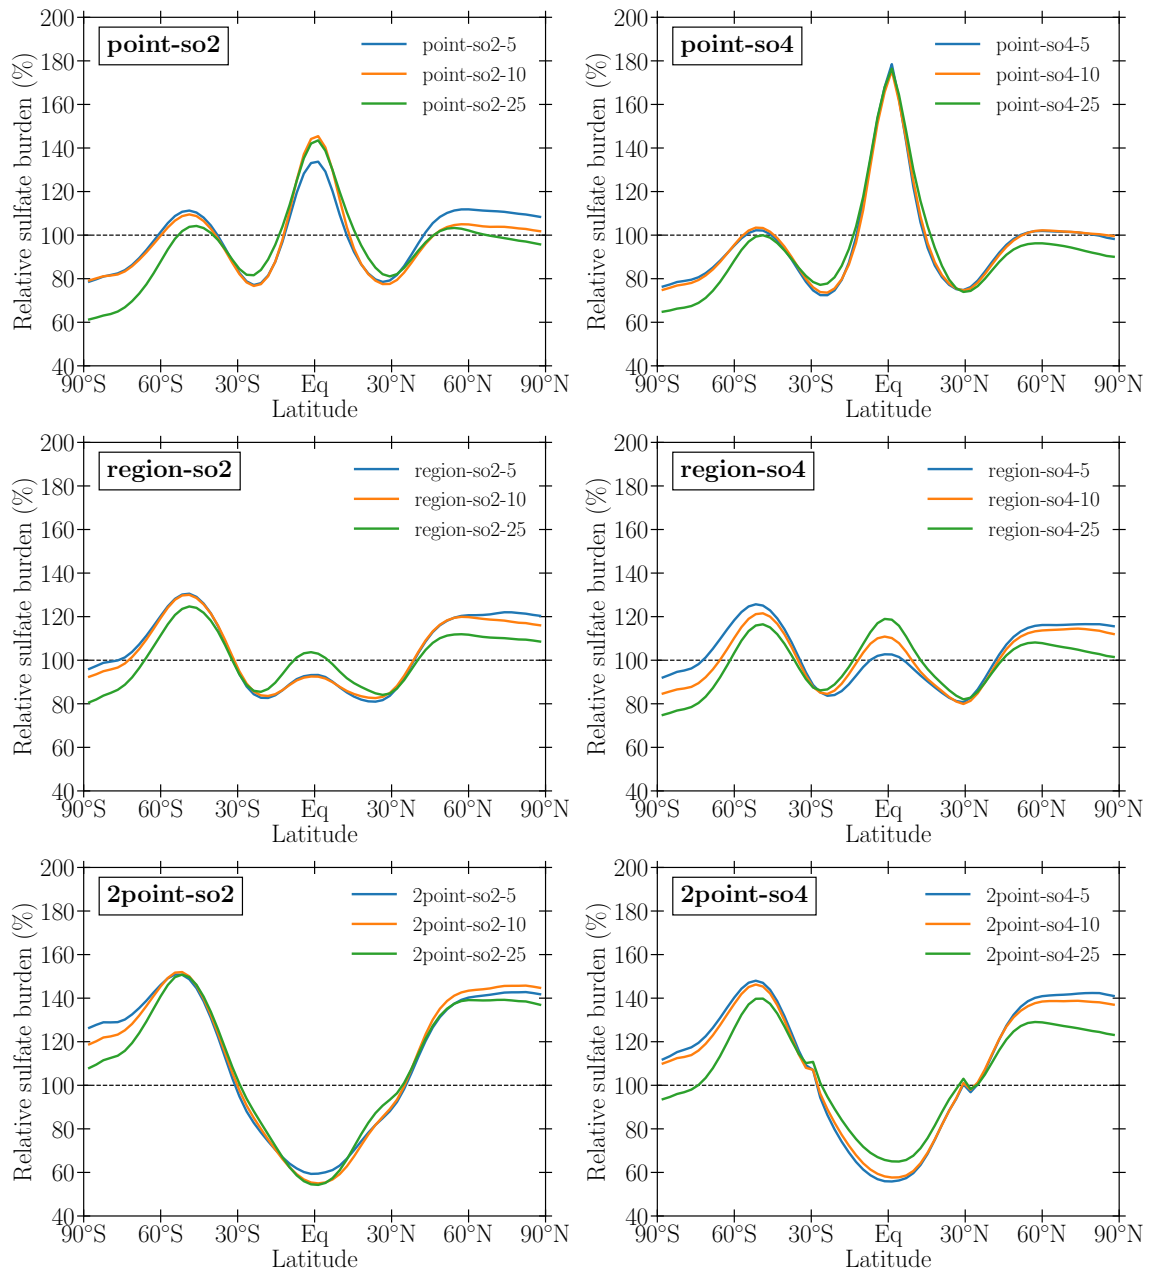 point-so2
point-so2-5
point-so2-10
point-so2-25
Relative sulfate burden (%)
200
180
160
140
120
100
80
60
40
90°S 60°S 30°S Eq 30°N 60°N 90°N
Latitude
point-so4
point-so4-5
point-so4-10
point-so4-25
Relative sulfate burden (%)
200
180
160
140
120
100
80
60
40
90°S 60°S 30°S Eq 30°N 60°N 90°N
Latitude
region-so2
region-so2-5
region-so2-10
region-so2-25
Relative sulfate burden (%)
200
180
160
140
120
100
80
60
40
90°S 60°S 30°S Eq 30°N 60°N 90°N
Latitude
region-so4
region-so4-5
region-so4-10
region-so4-25
Relative sulfate burden (%)
200
180
160
140
120
100
80
60
40
90°S 60°S 30°S Eq 30°N 60°N 90°N
Latitude
2point-so2
2point-so2-5
2point-so2-10
2point-so2-25
Relative sulfate burden (%)
200
180
160
140
120
100
80
60
40
90°S 60°S 30°S Eq 30°N 60°N 90°N
Latitude
2point-so4
2point-so4-5
2point-so4-10
2point-so4-25
Relative sulfate burden (%)
200
180
160
140
120
100
80
60
40
90°S 60°S 30°S Eq 30°N 60°N 90°N
Latitude